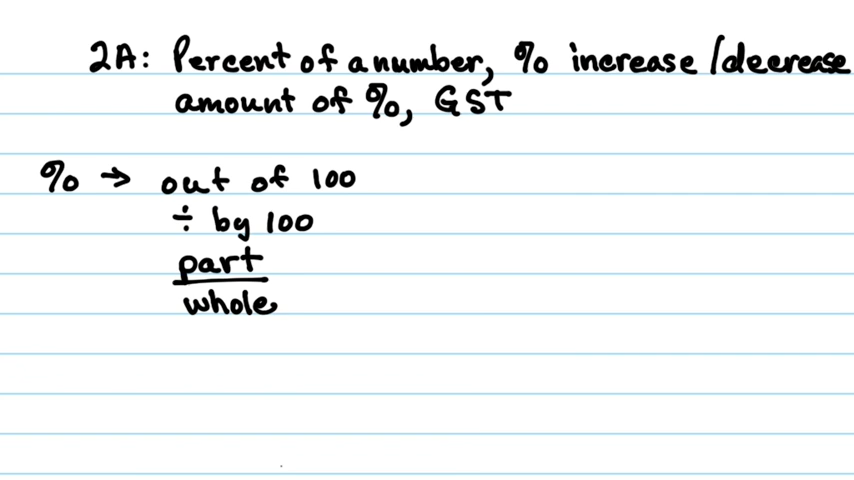 2A: Percent of a number, % increase/decrease
amount of %, GST
% → out of 100
÷ by 100
part
whole